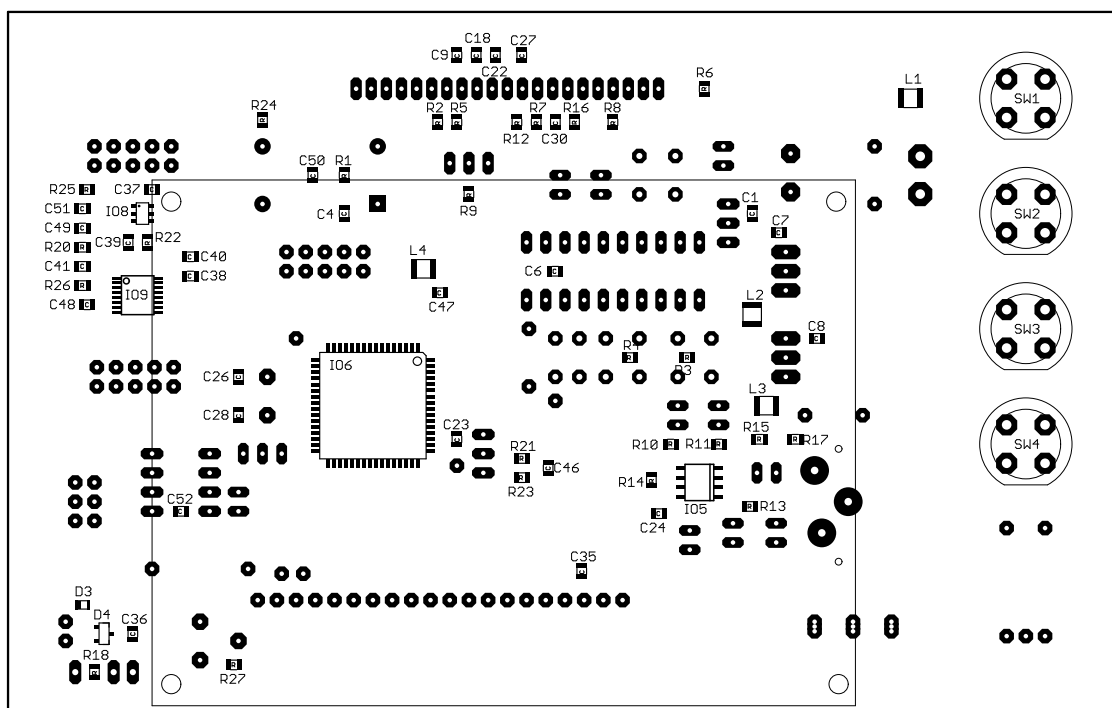 C9 C18 C27
C22
R6
L1
SW1
R24
R2 R5 R7 R16 R8
R12 C30
C50 R1
R25 C37
C51 IO8
C4
R9
C1
SW2
C49
C7
R20 C39 R22
C40
L4
C41
C6
C38
R26
IO9
C47
L2
C48
SW3
C8
R4
IO6
R3
C26
L3
C28
C23
R15
R10 R11 R17
SW4
R21
C46
R23
R14
C52
IO5 R13
C24
C35
D3
D4
C36
R18
R27